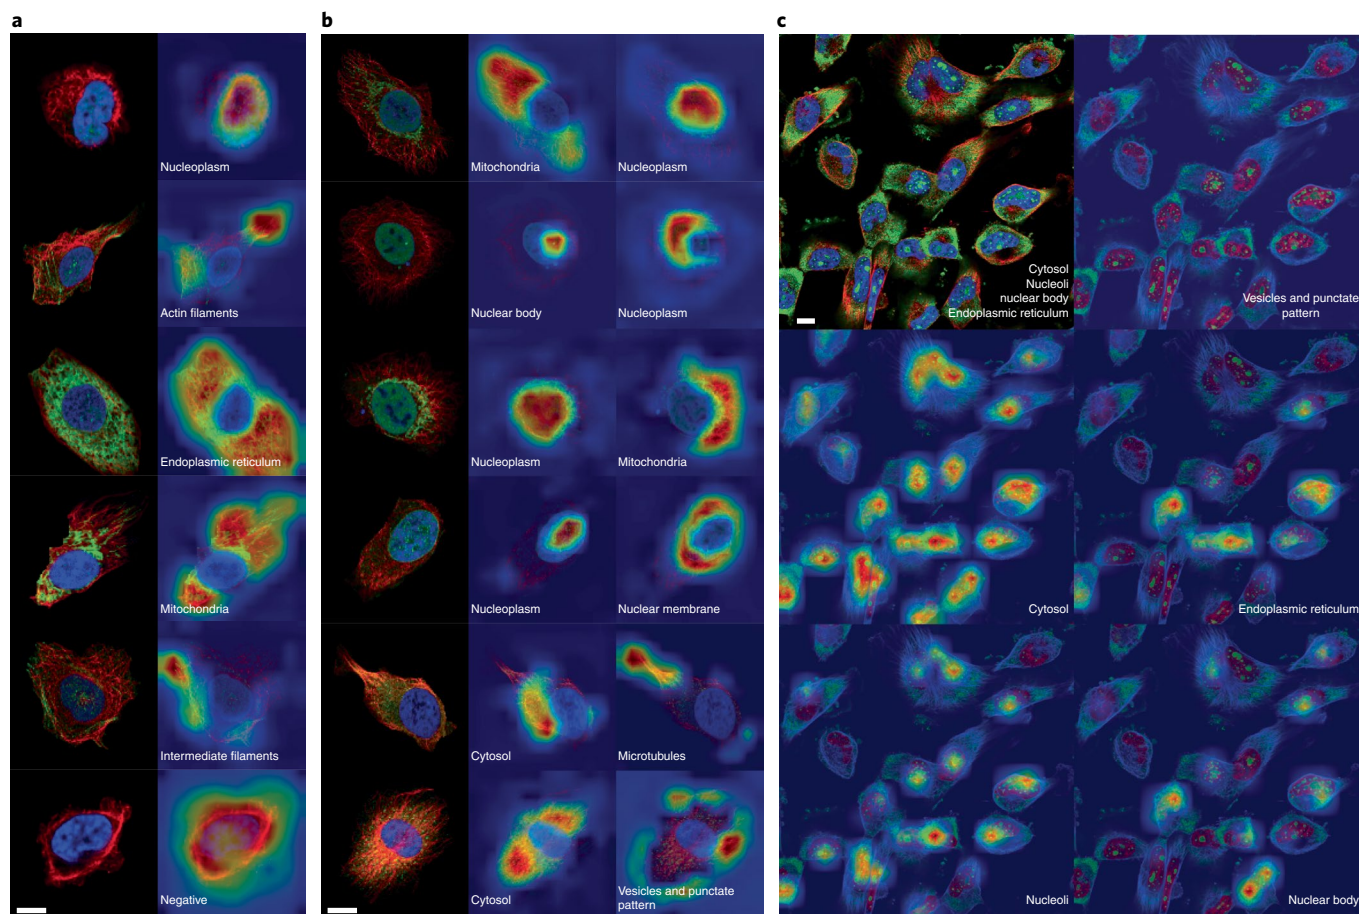 a
b
c
Nucleoplasm
Actin filaments
Endoplasmic reticulum
Mitochondria
Intermediate filaments
Negative
Mitochondria
Nucleoplasm
Nuclear body
Nucleoplasm
Nucleoplasm
Mitochondria
Nucleoplasm
Nuclear membrane
Cytosol
Microtubules
Cytosol
Vesicles and punctate
pattern
Cytosol
Nucleoli
nuclear body
Endoplasmic reticulum
Vesicles and punctate
pattern
Cytosol
Endoplasmic reticulum
Nucleoli
Nuclear body